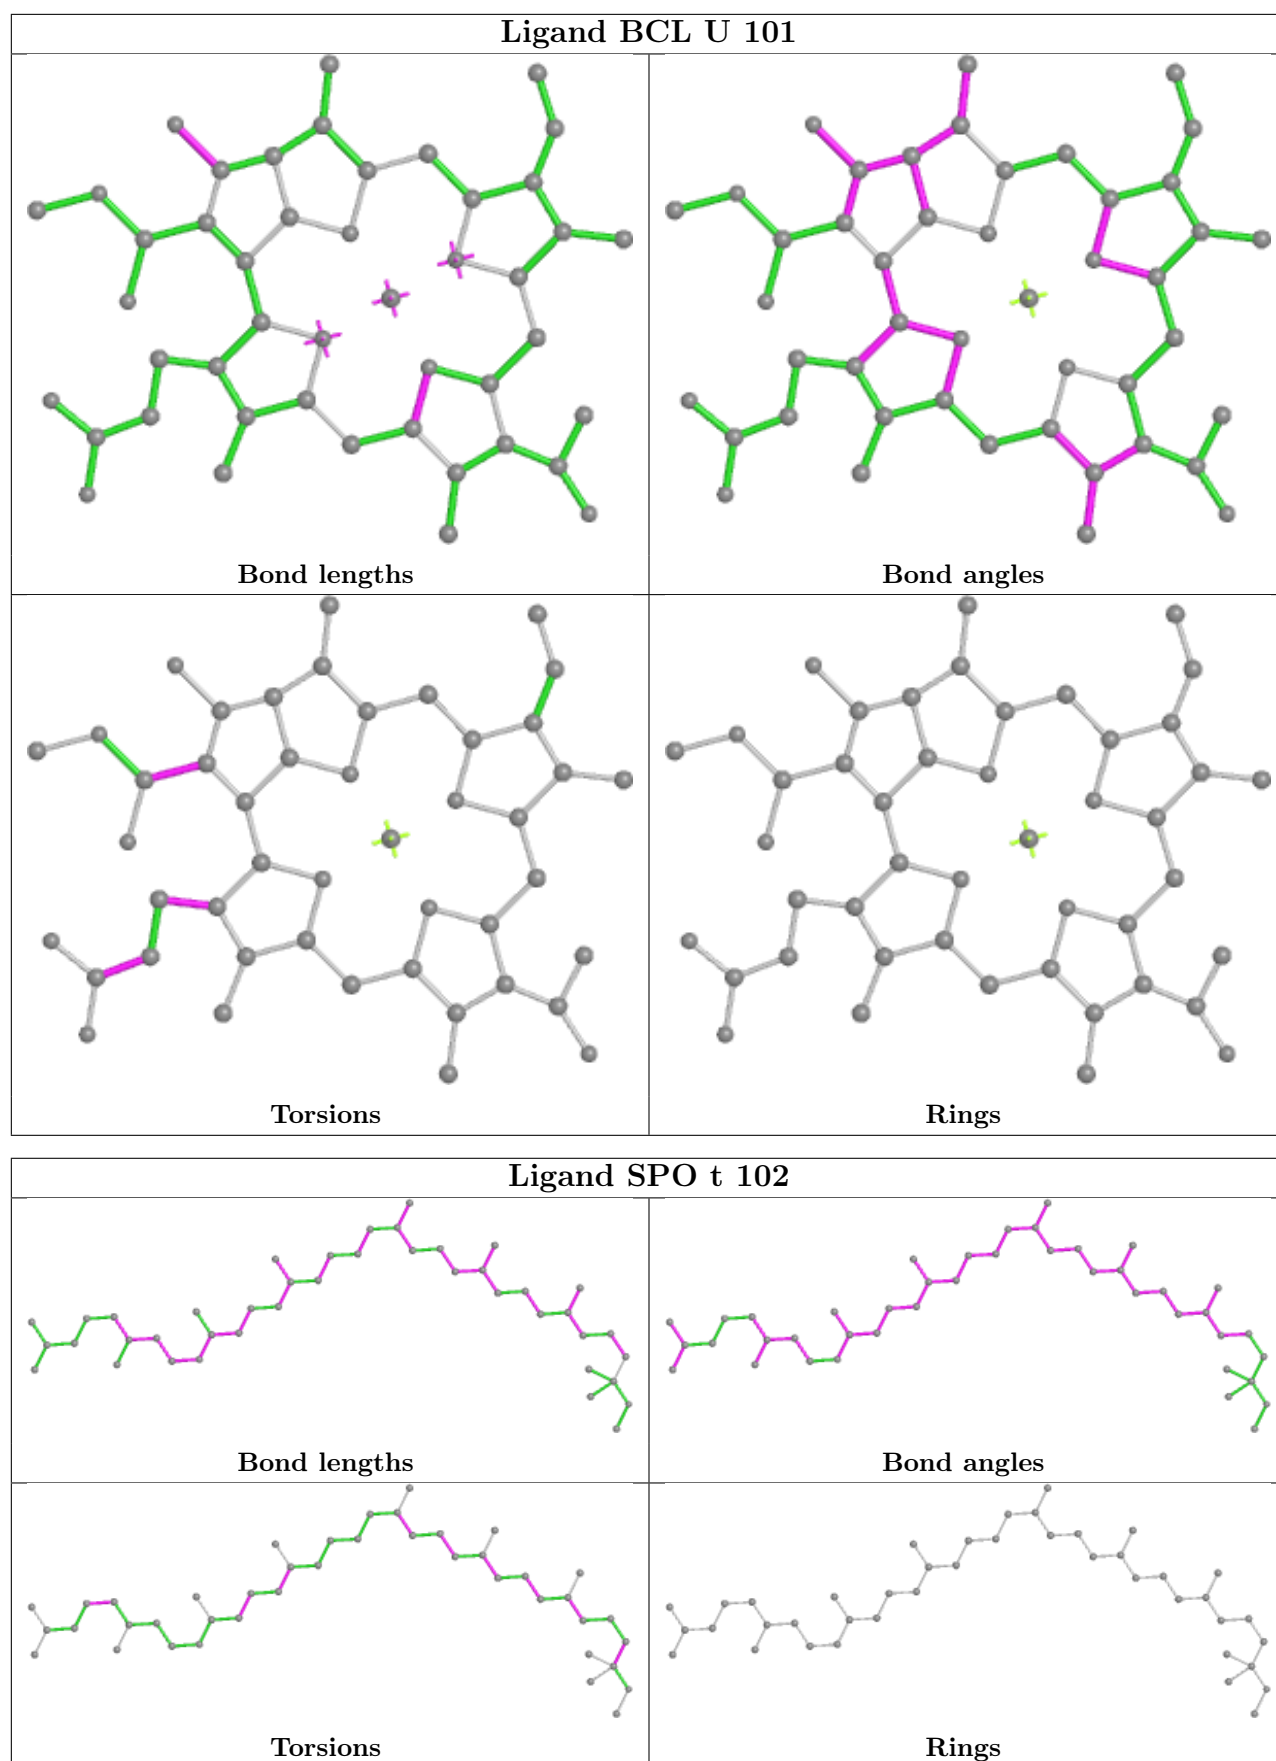 Ligand BCL U 101
Bond lengths
Bond angles
Torsions
Rings
Ligand SPO t 102
Bond lengths
Bond angles
Torsions
Rings